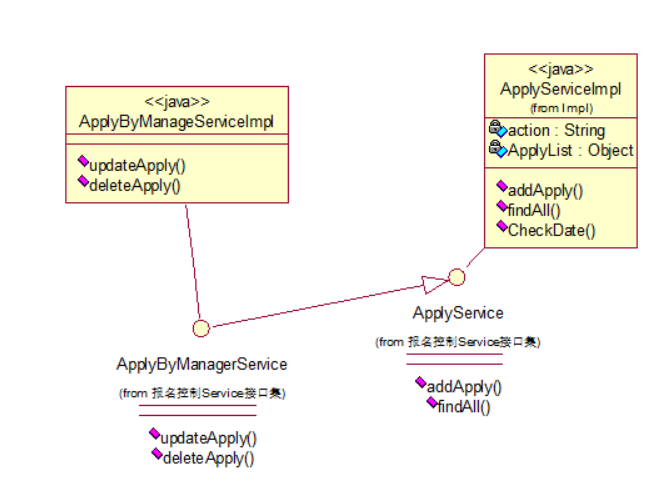 <<java>>
ApplyByManageServiceImpl
updateApply()
deleteApply()
<<java>>
ApplyServiceImpl
(from Impl)
action : String
ApplyList : Object
addApply()
findAll()
CheckDate()
ApplyService
(from 报名控制Service接口集)
addApply()
findAll()
ApplyByManagerService
(from 报名控制Service接口集)
updateApply()
deleteApply()